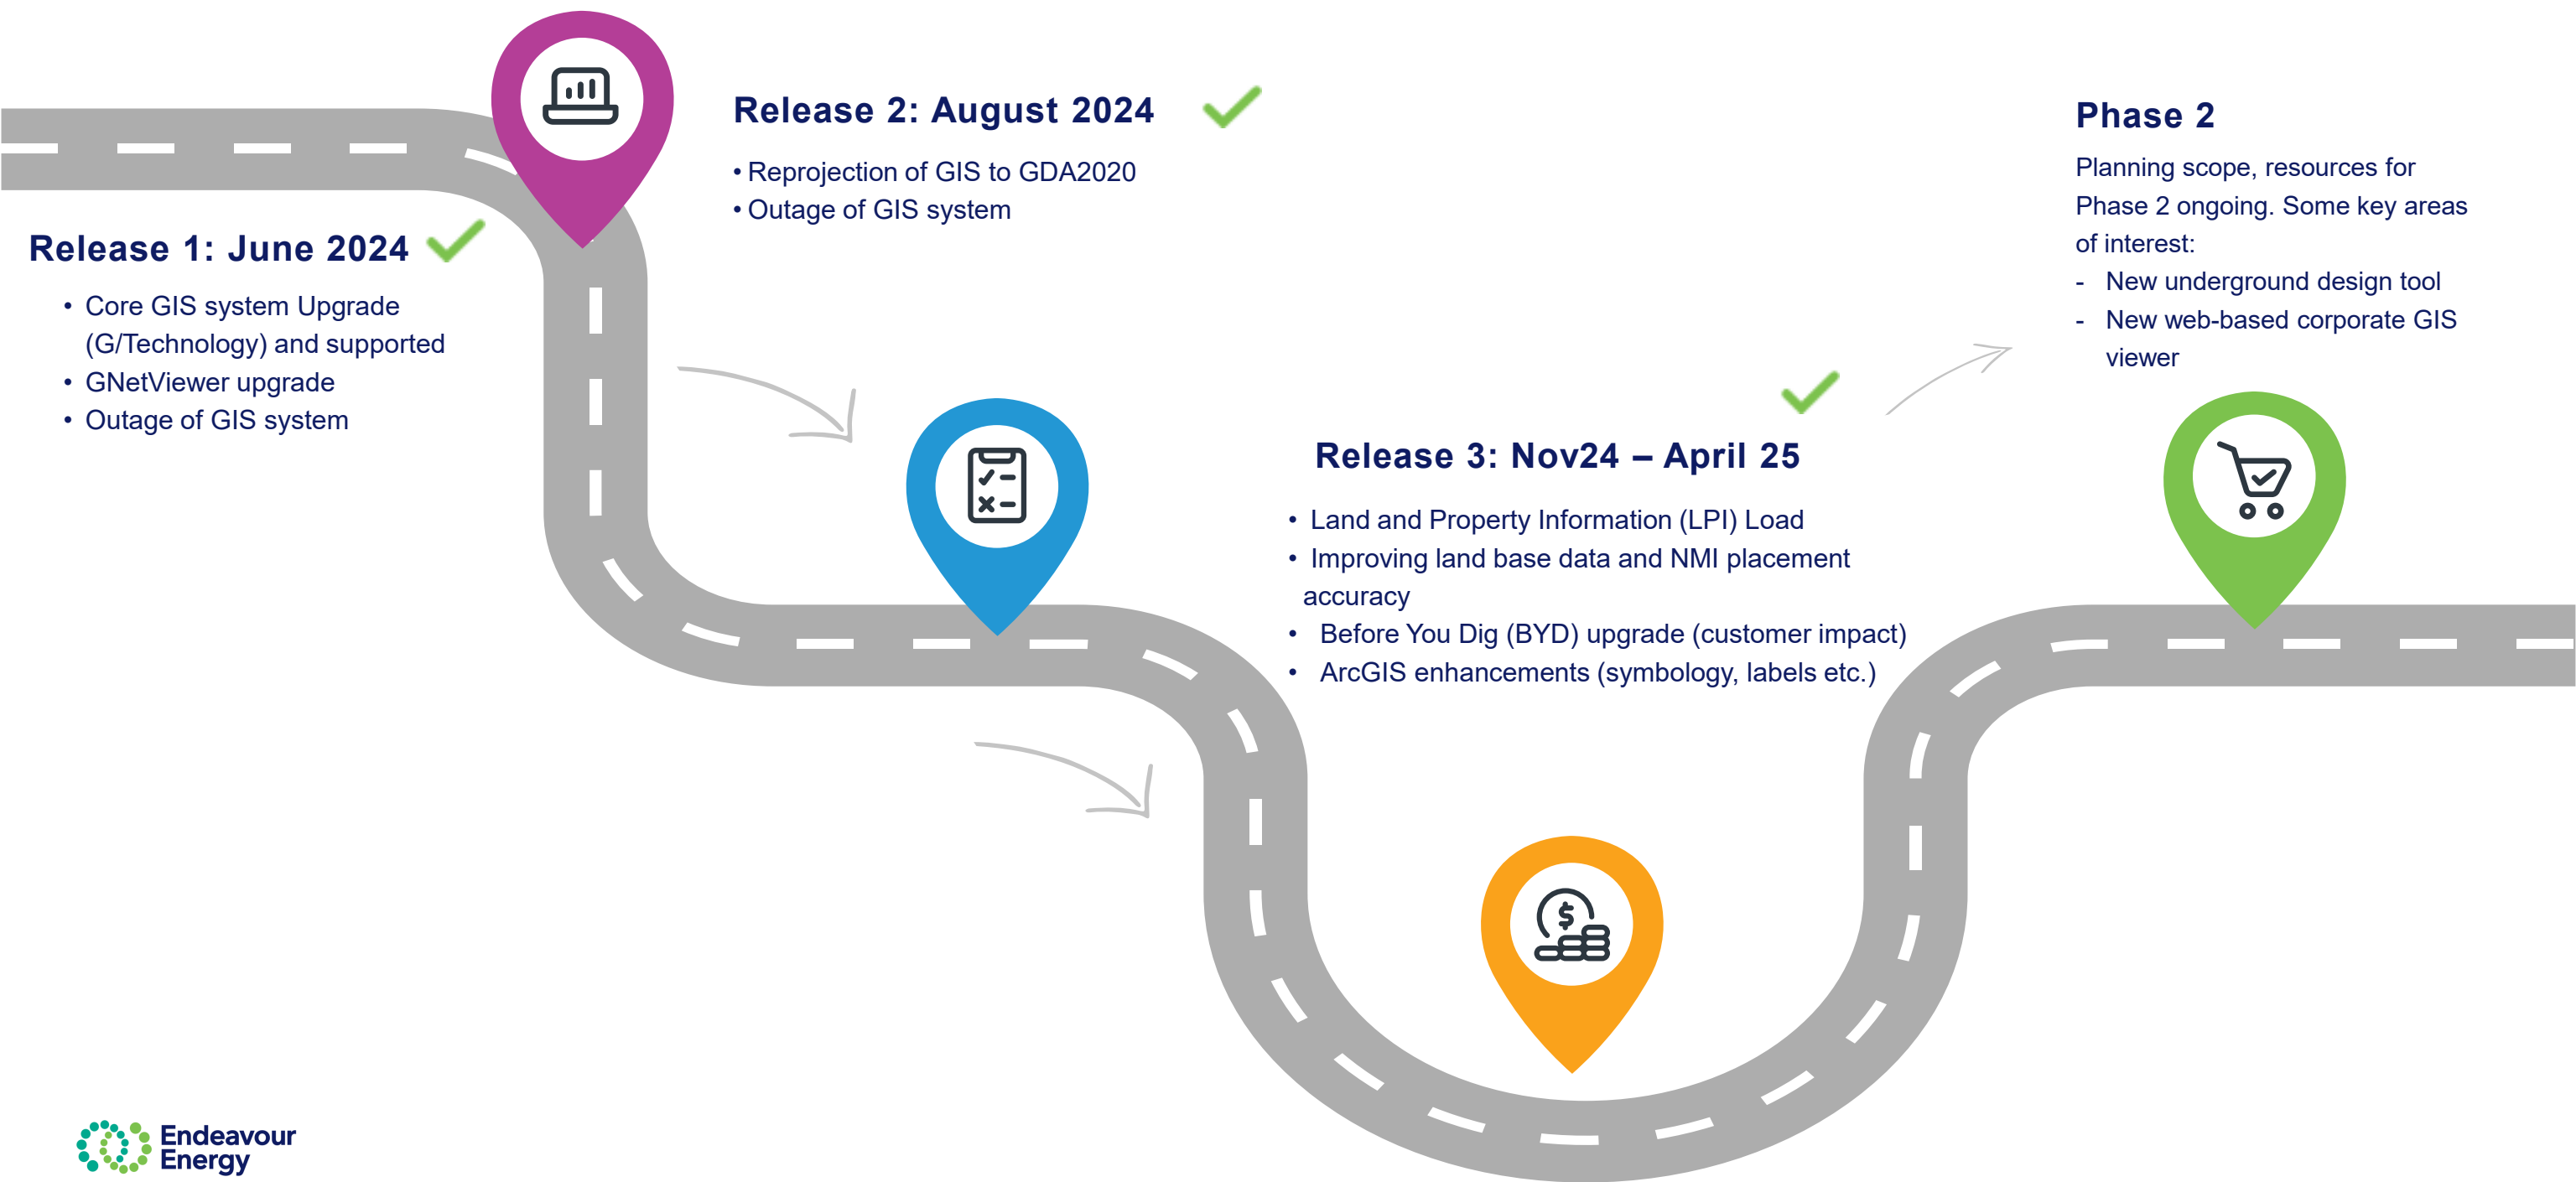 Release 1: June 2024
• Core GIS system Upgrade
(G/Technology) and supported
• GNetViewer upgrade
• Outage of GIS system
Release 2: August 2024
• Reprojection of GIS to GDA2020
• Outage of GIS system
Release 3: Nov24 – April 25
• Land and Property Information (LPI) Load
• Improving land base data and NMI placement
accuracy
• Before You Dig (BYD) upgrade (customer impact)
• ArcGIS enhancements (symbology, labels etc.)
Phase 2
Planning scope, resources for
Phase 2 ongoing. Some key areas
of interest:
- New underground design tool
- New web-based corporate GIS
viewer
$
Endeavour
Energy